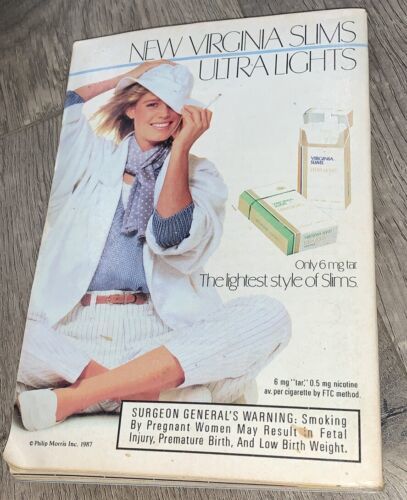 NEW VIRGINIA SLIMS
ULTRA LIGHTS
VIRGINIA
SLIMS
Only 6 mg tar.
The lightest style of Slims.
6 mg "tar," 0.5 mg nicotine
av. per cigarette by FTC method.
SURGEON GENERAL'S WARNING: Smoking
By Pregnant Women May Result in Fetal
Injury, Premature Birth, And Low Birth Weight.
© Philip Morris Inc. 1987